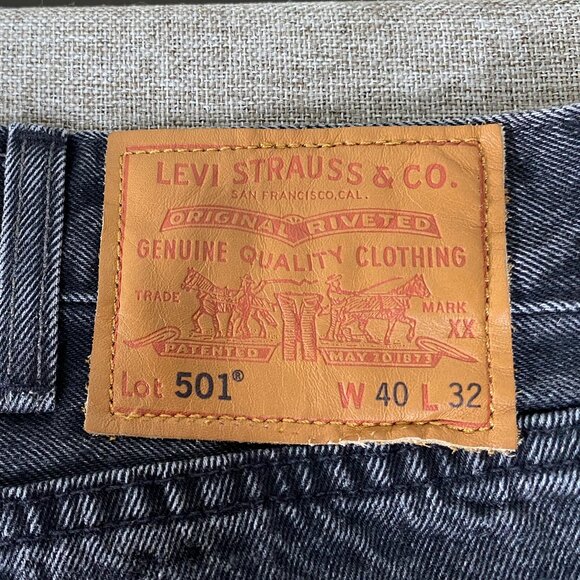 LEVI STRAUSS & CO.
SAN FRANCISCO, CAL.
ORIGINAL RIVETED
GENUINE QUALITY CLOTHING
TRADE MARK
XX
PATENTED MAY 20 1873
Lot 501® W 40 L 32